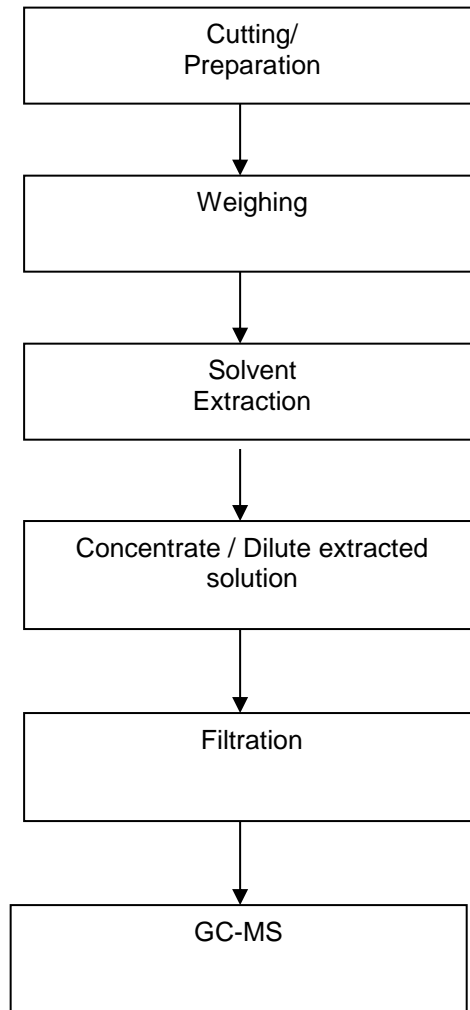 Cutting/
Preparation
Weighing
Solvent
Extraction
Concentrate / Dilute extracted
solution
Filtration
GC-MS